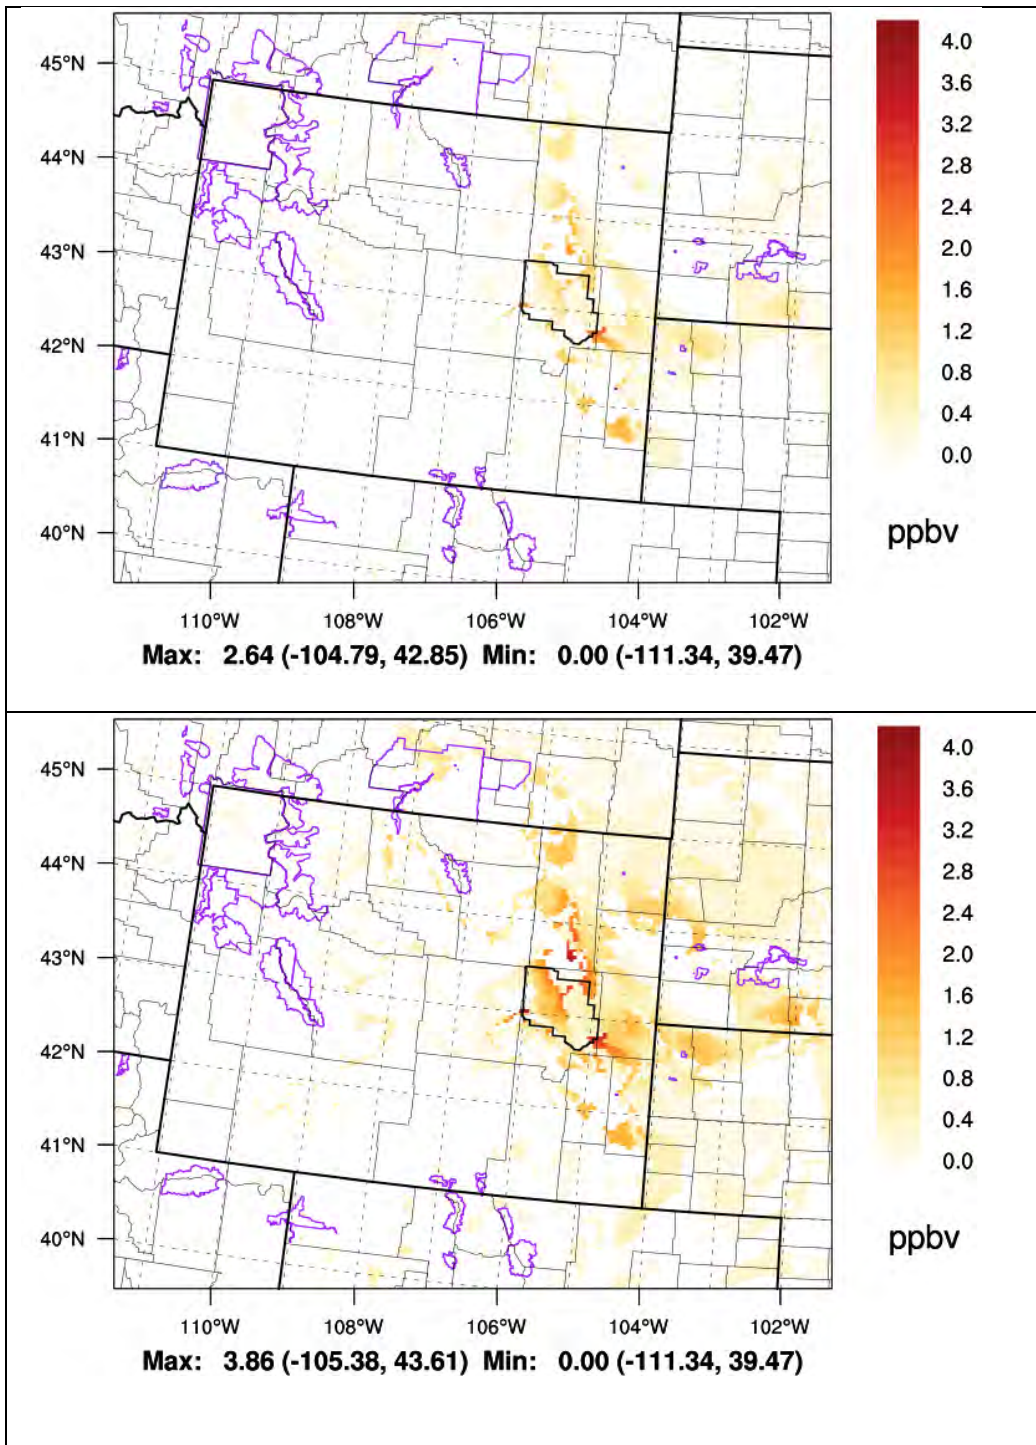 45°N
44°N
43°N
42°N
41°N
40°N
110°W 108°W 106°W 104°W 102°W
4.0
3.6
3.2
2.8
2.4
2.0
1.6
1.2
0.8
0.4
0.0
ppbv
Max: 2.64 (-104.79, 42.85) Min: 0.00 (-111.34, 39.47)
45°N
44°N
43°N
42°N
41°N
40°N
110°W 108°W 106°W 104°W 102°W
4.0
3.6
3.2
2.8
2.4
2.0
1.6
1.2
0.8
0.4
0.0
ppbv
Max: 3.86 (-105.38, 43.61) Min: 0.00 (-111.34, 39.47)